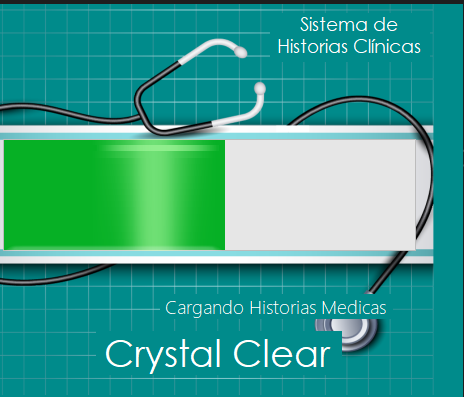 Sistema de
Historias Clínicas
Cargando Historias Medicas
Crystal Clear